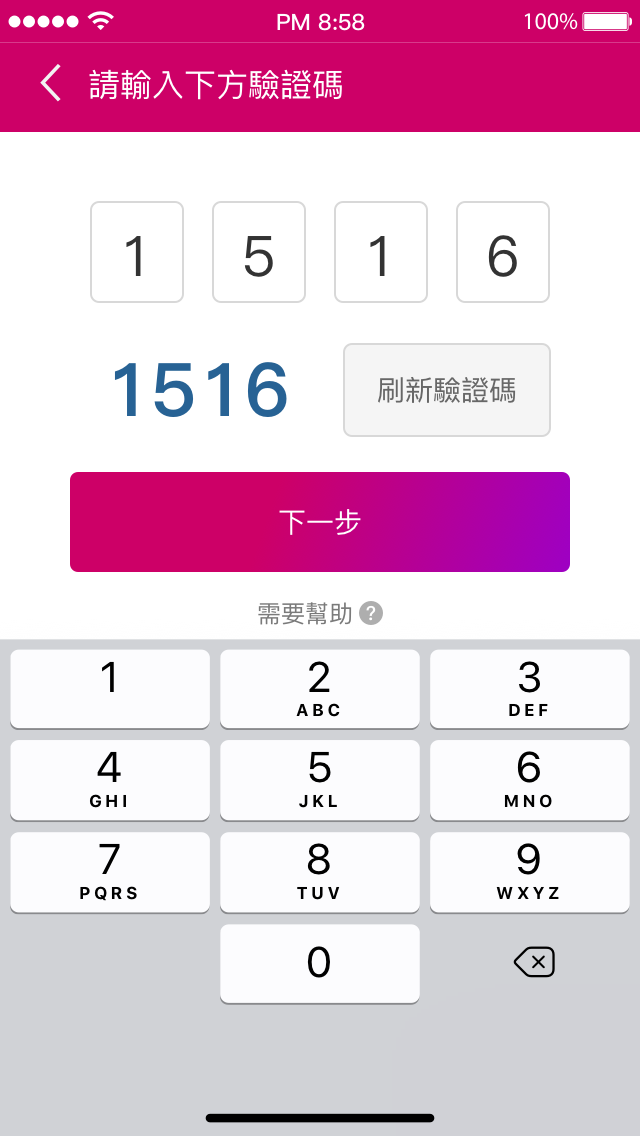 PM 8:58 100%
請輸入下方驗證碼
1 5 1 6
1516 刷新驗證碼
下一步
需要幫助 ?
1 2 3
ABC DEF
4 5 6
GHI JKL MNO
7 8 9
PQRS TUV WXYZ
0